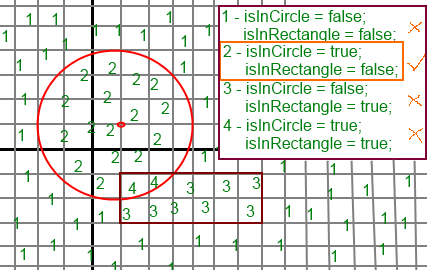 1 1 1
1 1 1 1 1 1
1
1 2 2 1
2 2
2 2
2 2
1 2 2
2 2
2 2 1
2
1 2 4 4 3 3 3
1 1 1 1
3 3 3 3 3
1 1 1 1 1
1 1 1 1 1
1 1 1
1 - isInCircle = false;
isInRectangle = false;
2 - isInCircle = true;
isInRectangle = false;
3 - isInCircle = false;
isInRectangle = true;
4 - isInCircle = true;
isInRectangle = true;